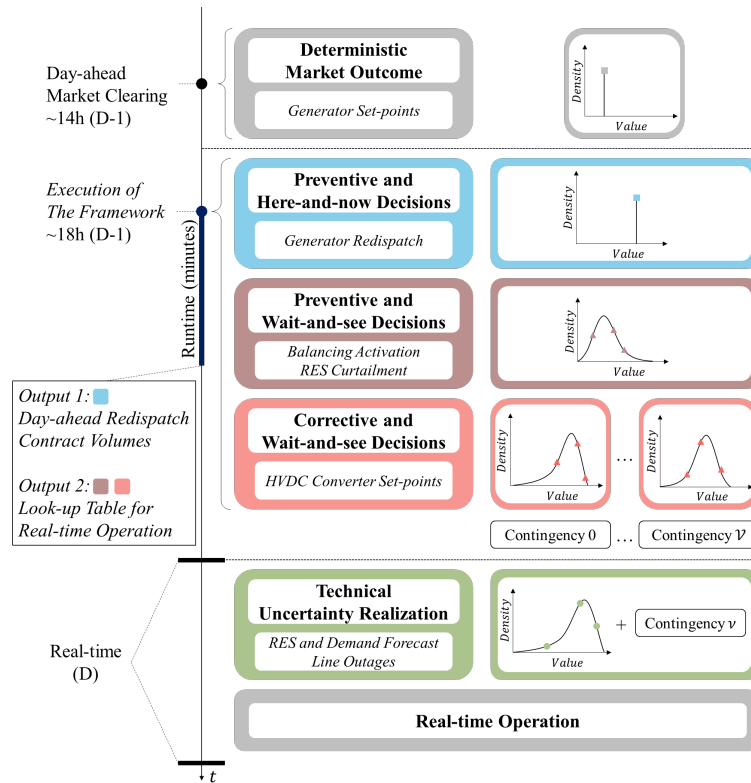 Day-ahead
Market Clearing
~14h (D-1)
Deterministic
Market Outcome
Generator Set-points
Density
Value
Execution of
The Framework
~18h (D-1)
Runtime (minutes)
Preventive and
Here-and-now Decisions
Generator Redispatch
Density
Value
Preventive and
Wait-and-see Decisions
Balancing Activation
RES Curtailment
Density
Value
Output 1:
Day-ahead Redispatch
Contract Volumes
Output 2:
Look-up Table for
Real-time Operation
Corrective and
Wait-and-see Decisions
HVDC Converter Set-points
Density
Value
...
Density
Value
Contingency 0
...
Contingency 𝒱
Real-time
(D)
Technical
Uncertainty Realization
RES and Demand Forecast
Line Outages
Density
Value
+
Contingency ν
Real-time Operation
t